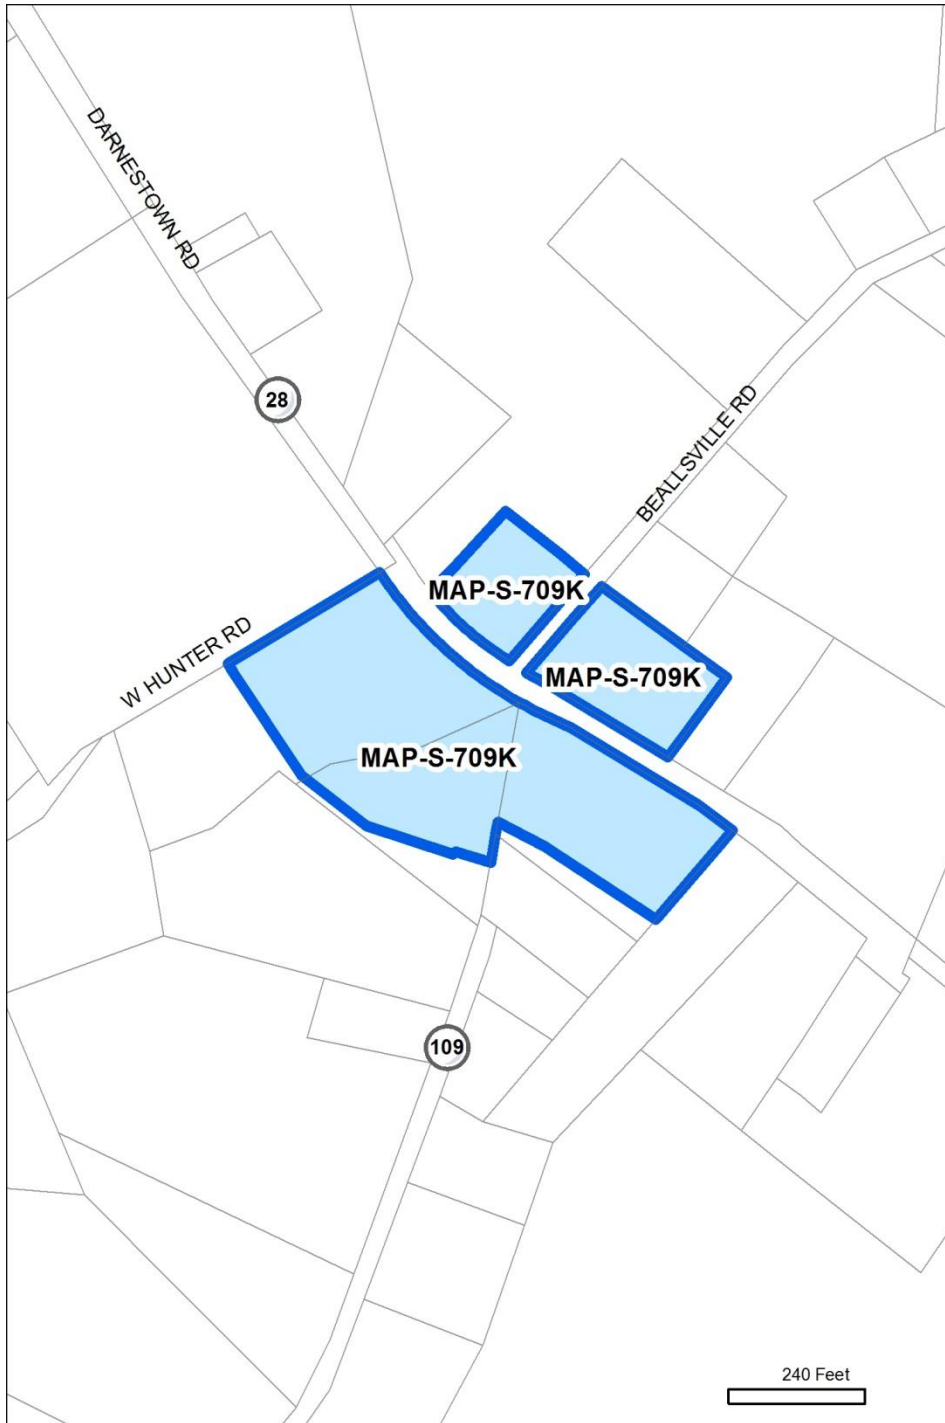 DARNESTOWN RD
28
BEALLSVILLE RD
MAP-S-709K
W HUNTER RD
MAP-S-709K
MAP-S-709K
109
240 Feet